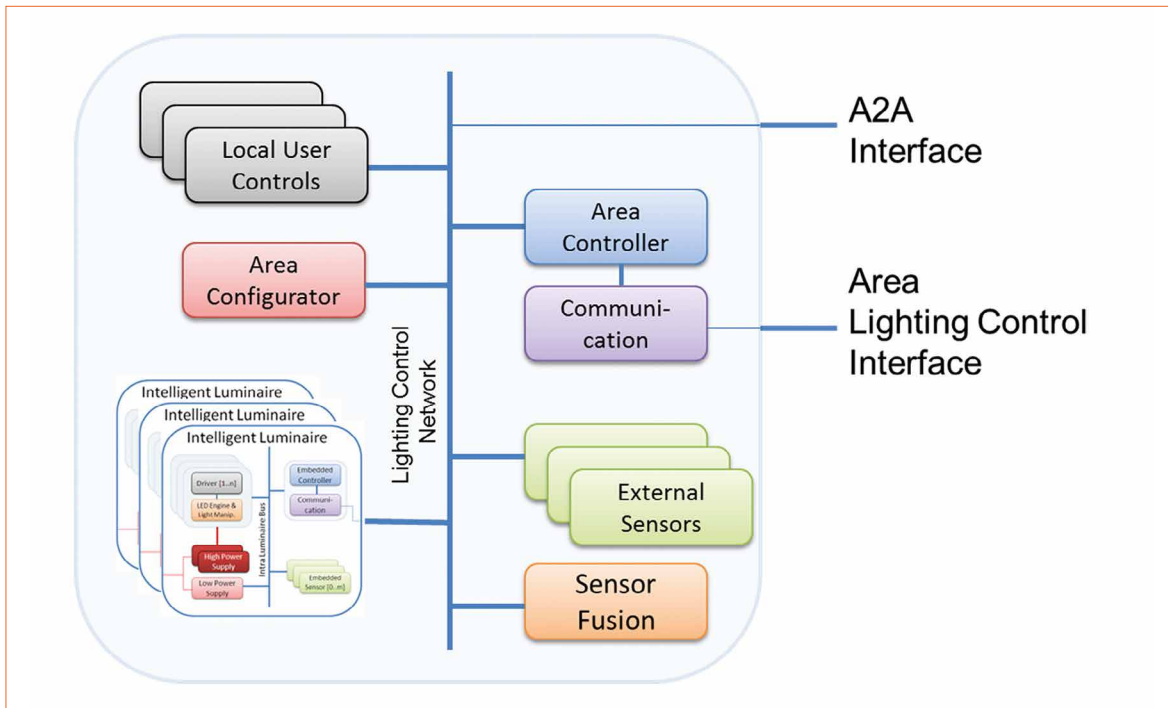 Local User
Controls
Area
Configurator
Intelligent Luminaire
Intelligent Luminaire
Intelligent Luminaire
Driver [1..n]
LED Engine &
Light Manip.
High Power
Supply
Low Power
Supply
Intra Luminaire Bus
Embedded
Controller
Communi-
cation
Embedded
Sensor [0..m]
Lighting Control
Network
Area
Controller
Communi-
cation
External
Sensors
Sensor
Fusion
A2A
Interface
Area
Lighting Control
Interface